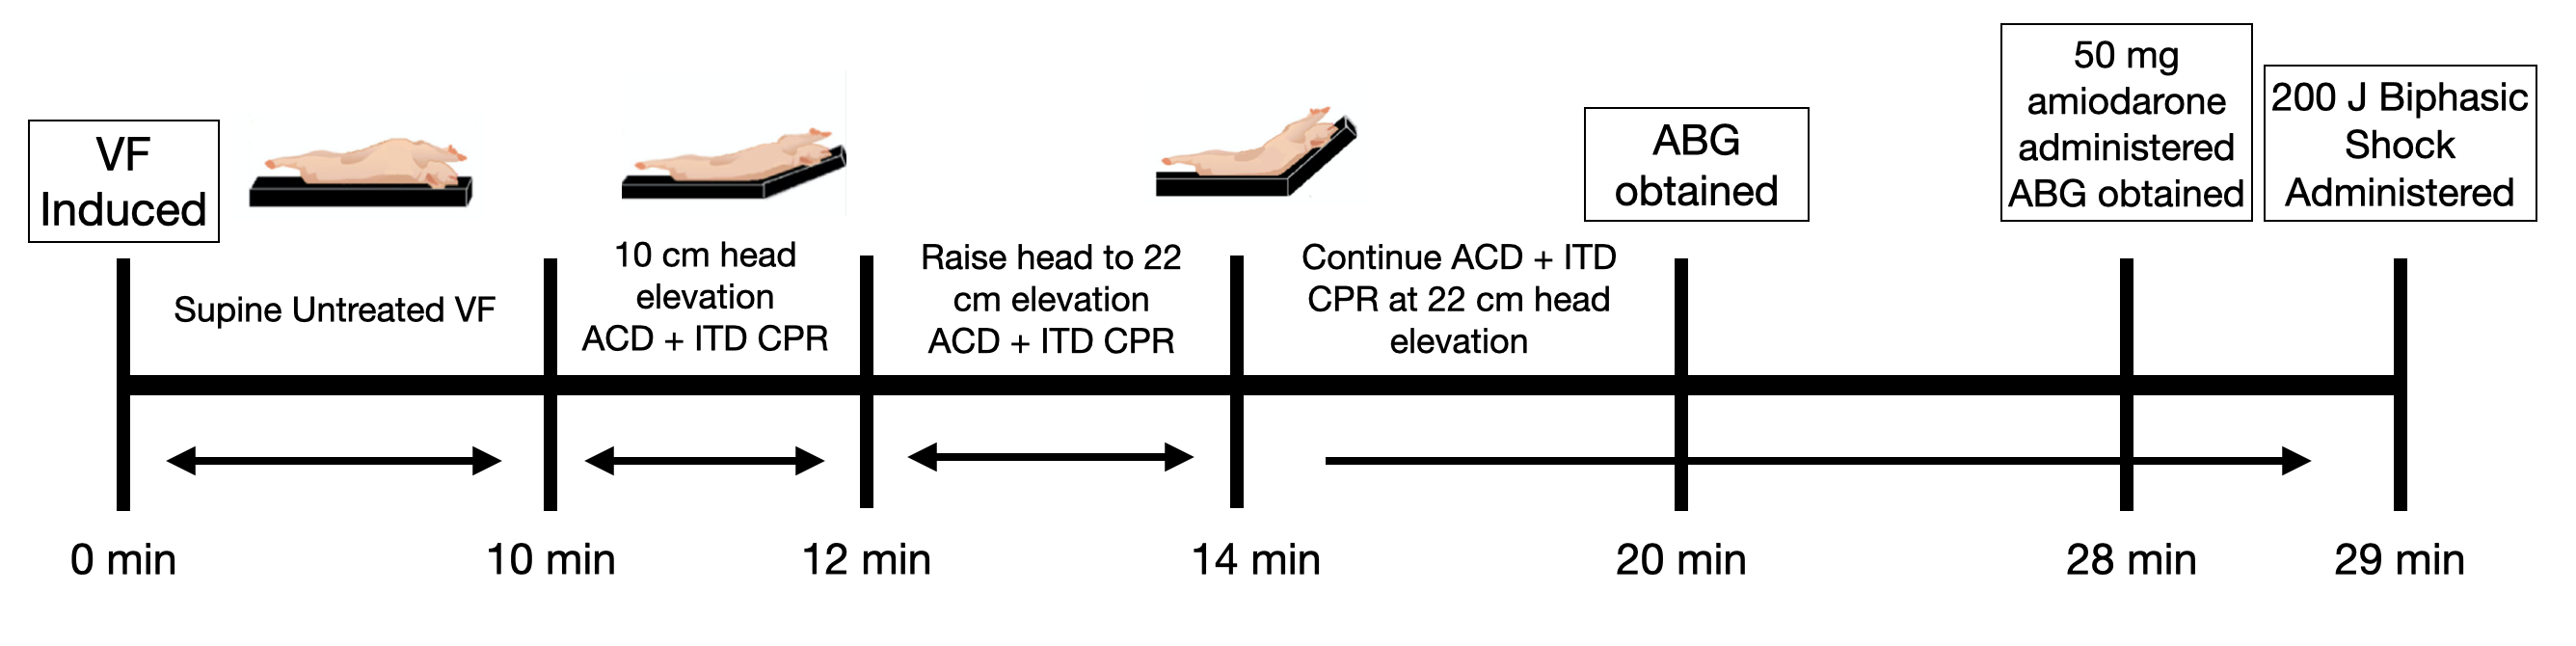 VF
Induced
Supine Untreated VF
10 cm head
elevation
ACD + ITD CPR
Raise head to 22
cm elevation
ACD + ITD CPR
Continue ACD + ITD
CPR at 22 cm head
elevation
ABG
obtained
50 mg
amiodarone
administered
ABG obtained
200 J Biphasic
Shock
Administered
0 min
10 min
12 min
14 min
20 min
28 min
29 min